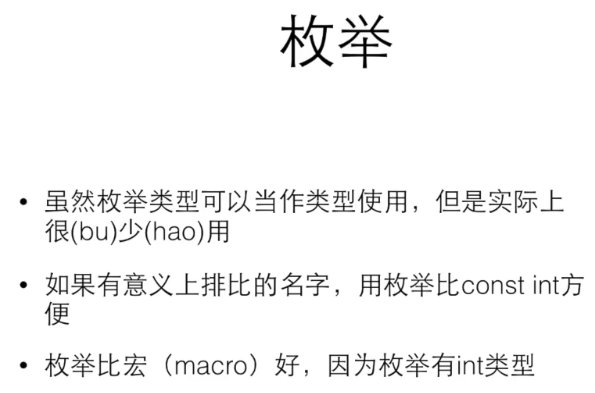 枚举
• 虽然枚举类型可以当作类型使用，但是实际上
很(bu)少(hao)用
• 如果有意义上排比的名字，用枚举比const int方
便
• 枚举比宏（macro）好，因为枚举有int类型